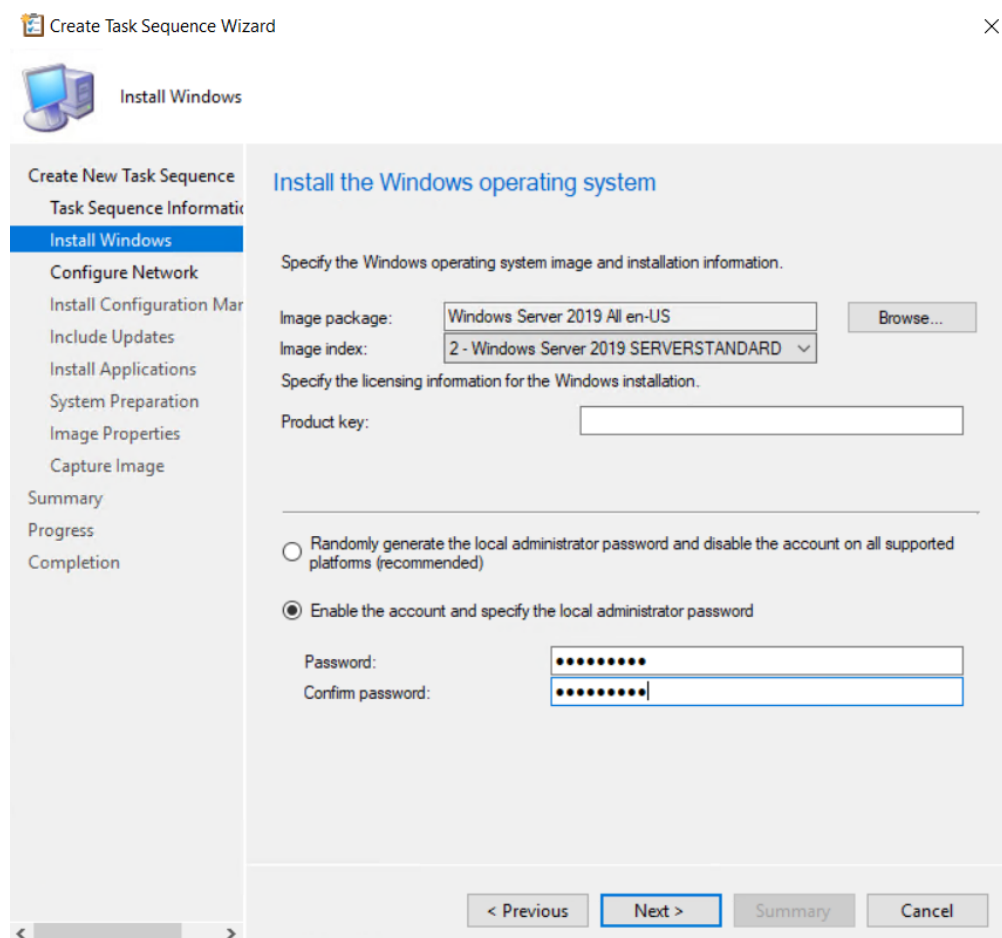 Create Task Sequence Wizard
Install Windows
Create New Task Sequence
Task Sequence Informatic
Install Windows
Configure Network
Install Configuration Mar
Include Updates
Install Applications
System Preparation
Image Properties
Capture Image
Summary
Progress
Completion
Install the Windows operating system
Specify the Windows operating system image and installation information.
Image package: Windows Server 2019 All en-US Browse...
Image index: 2 - Windows Server 2019 SERVERSTANDARD
Specify the licensing information for the Windows installation.
Product key:
Randomly generate the local administrator password and disable the account on all supported
platforms (recommended)
Enable the account and specify the local administrator password
Password: •••••••••
Confirm password: •••••••••
< Previous Next > Summary Cancel